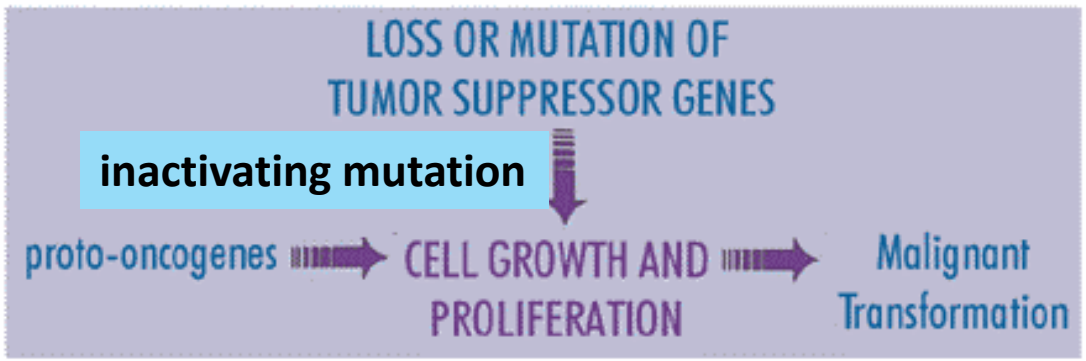 LOSS OR MUTATION OF
TUMOR SUPPRESSOR GENES
inactivating mutation
proto-oncogenes
CELL GROWTH AND
PROLIFERATION
Malignant
Transformation